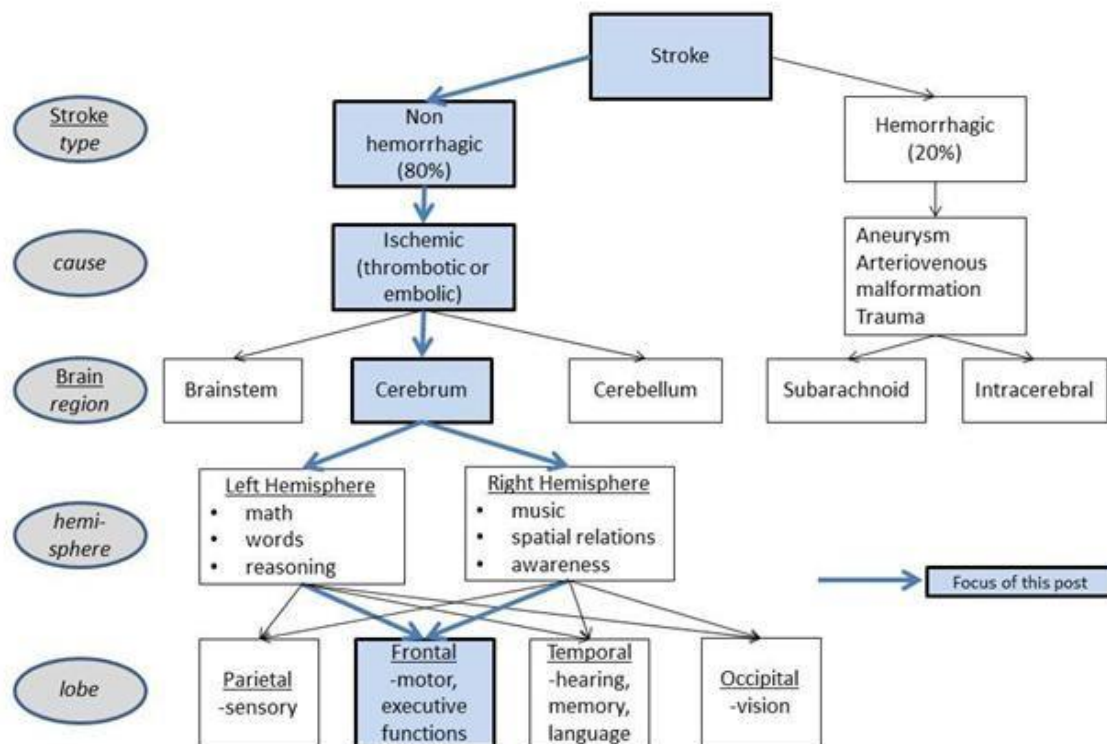 Stroke
Stroke
type
Non
hemorrhagic
(80%)
Hemorrhagic
(20%)
cause
Ischemic
(thrombotic or
embolic)
Aneurysm
Arteriovenous
malformation
Trauma
Brain
region
Brainstem
Cerebrum
Cerebellum
Subarachnoid
Intracerebral
hemi-
sphere
Left Hemisphere
• math
• words
• reasoning
Right Hemisphere
• music
• spatial relations
• awareness
Focus of this post
lobe
Parietal
-sensory
Frontal
-motor,
executive
functions
Temporal
-hearing,
memory,
language
Occipital
-vision